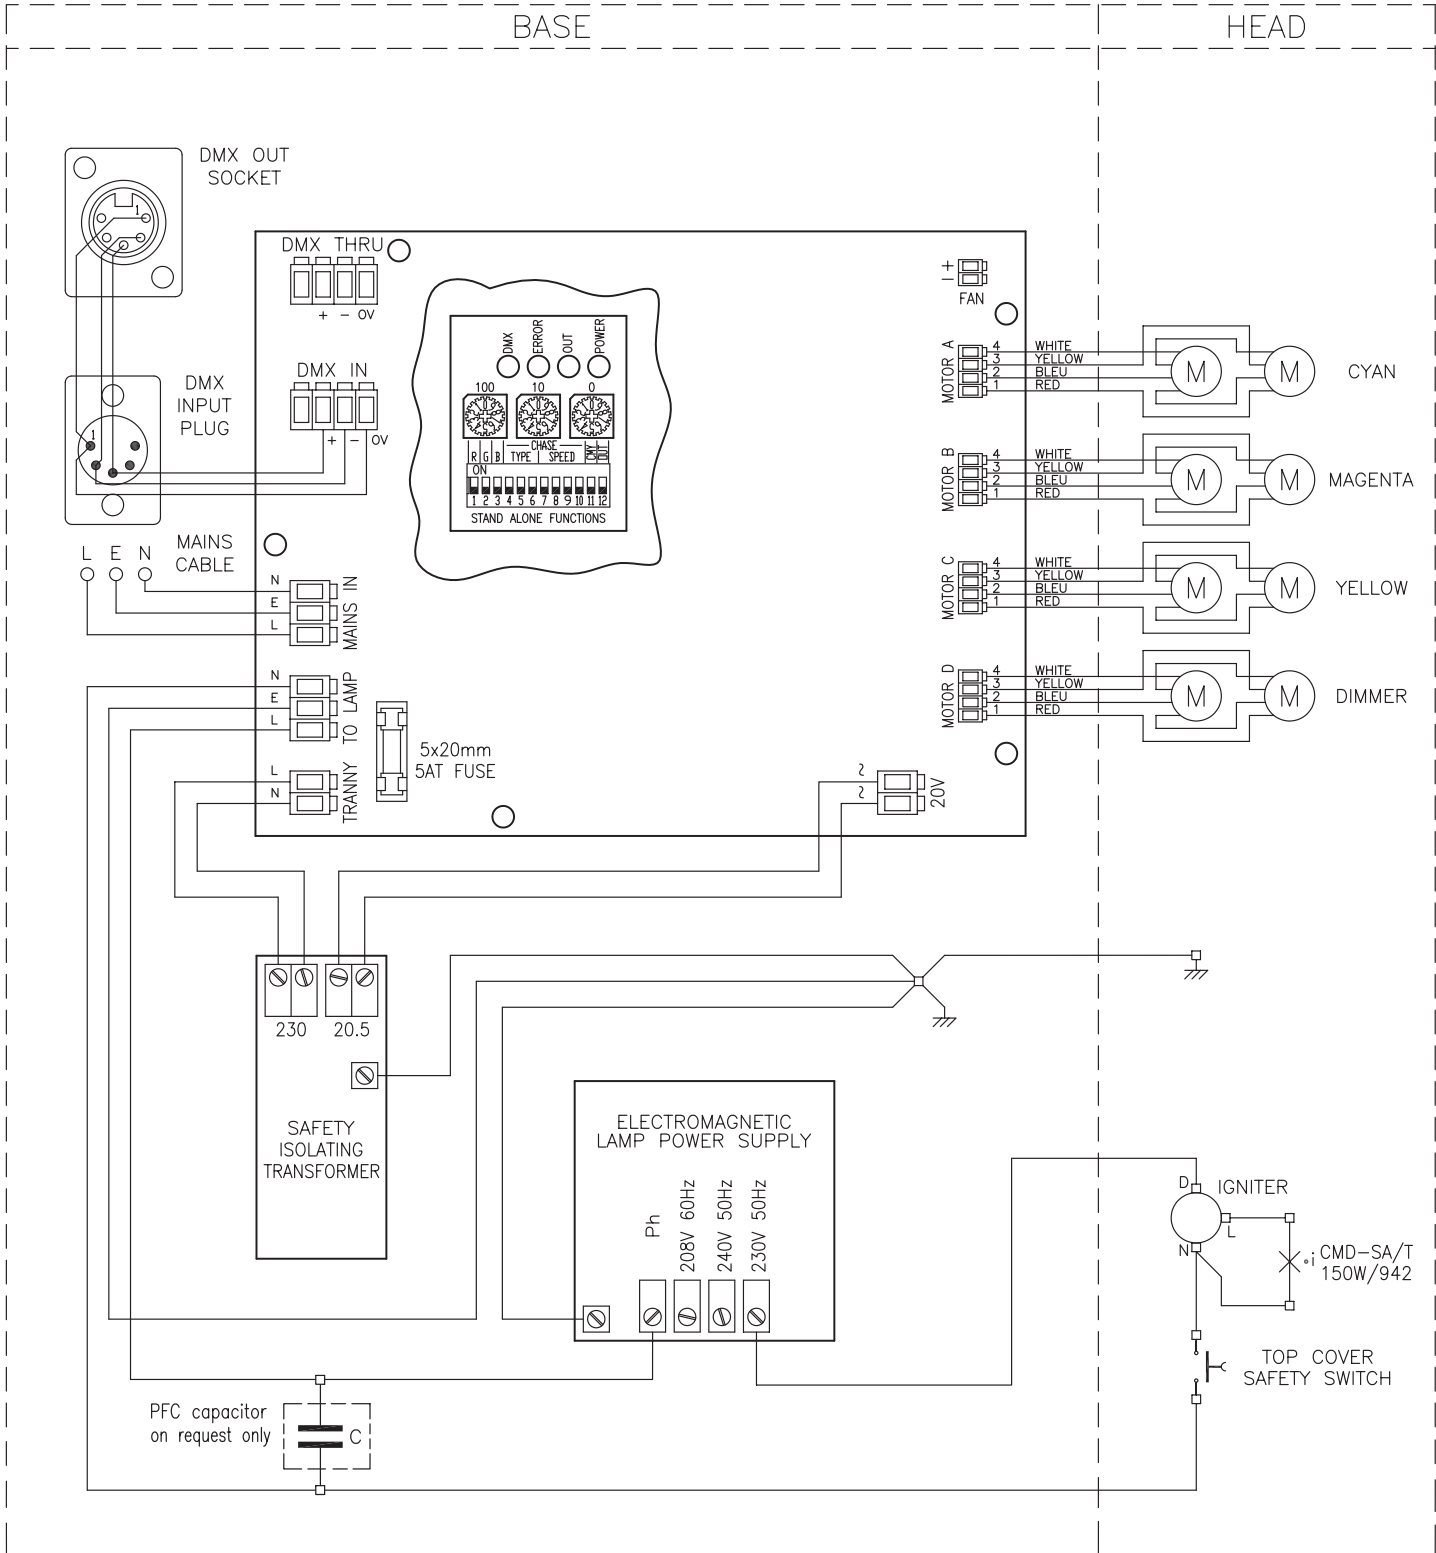 BASE
HEAD
DMX OUT
SOCKET
1
DMX THRU
+ - 0V
DMX
INPUT
PLUG
1
DMX IN
+ - 0V
DMX
ERROR
OUT
POWER
100 10 0
CHASE
R G B TYPE SPEED CMY OUT
ON
1 2 3 4 5 6 7 8 9 10 11 12
STAND ALONE FUNCTIONS
+ -
FAN
MOTOR A
4 WHITE
3 YELLOW
2 BLEU
1 RED
M M CYAN
MOTOR B
4 WHITE
3 YELLOW
2 BLEU
1 RED
M M MAGENTA
MOTOR C
4 WHITE
3 YELLOW
2 BLEU
1 RED
M M YELLOW
MOTOR D
4 WHITE
3 YELLOW
2 BLEU
1 RED
M M DIMMER
L E N
MAINS
CABLE
N
E
L
MAINS IN
N
E
L
TO LAMP
L
N
TRANNY
5x20mm
5AT FUSE
~
~
20V
230 20.5
SAFETY
ISOLATING
TRANSFORMER
ELECTROMAGNETIC
LAMP POWER SUPPLY
Ph
208V 60Hz
240V 50Hz
230V 50Hz
D
IGNITER
L
N
i CMD-SA/T
150W/942
TOP COVER
SAFETY SWITCH
PFC capacitor
on request only
C